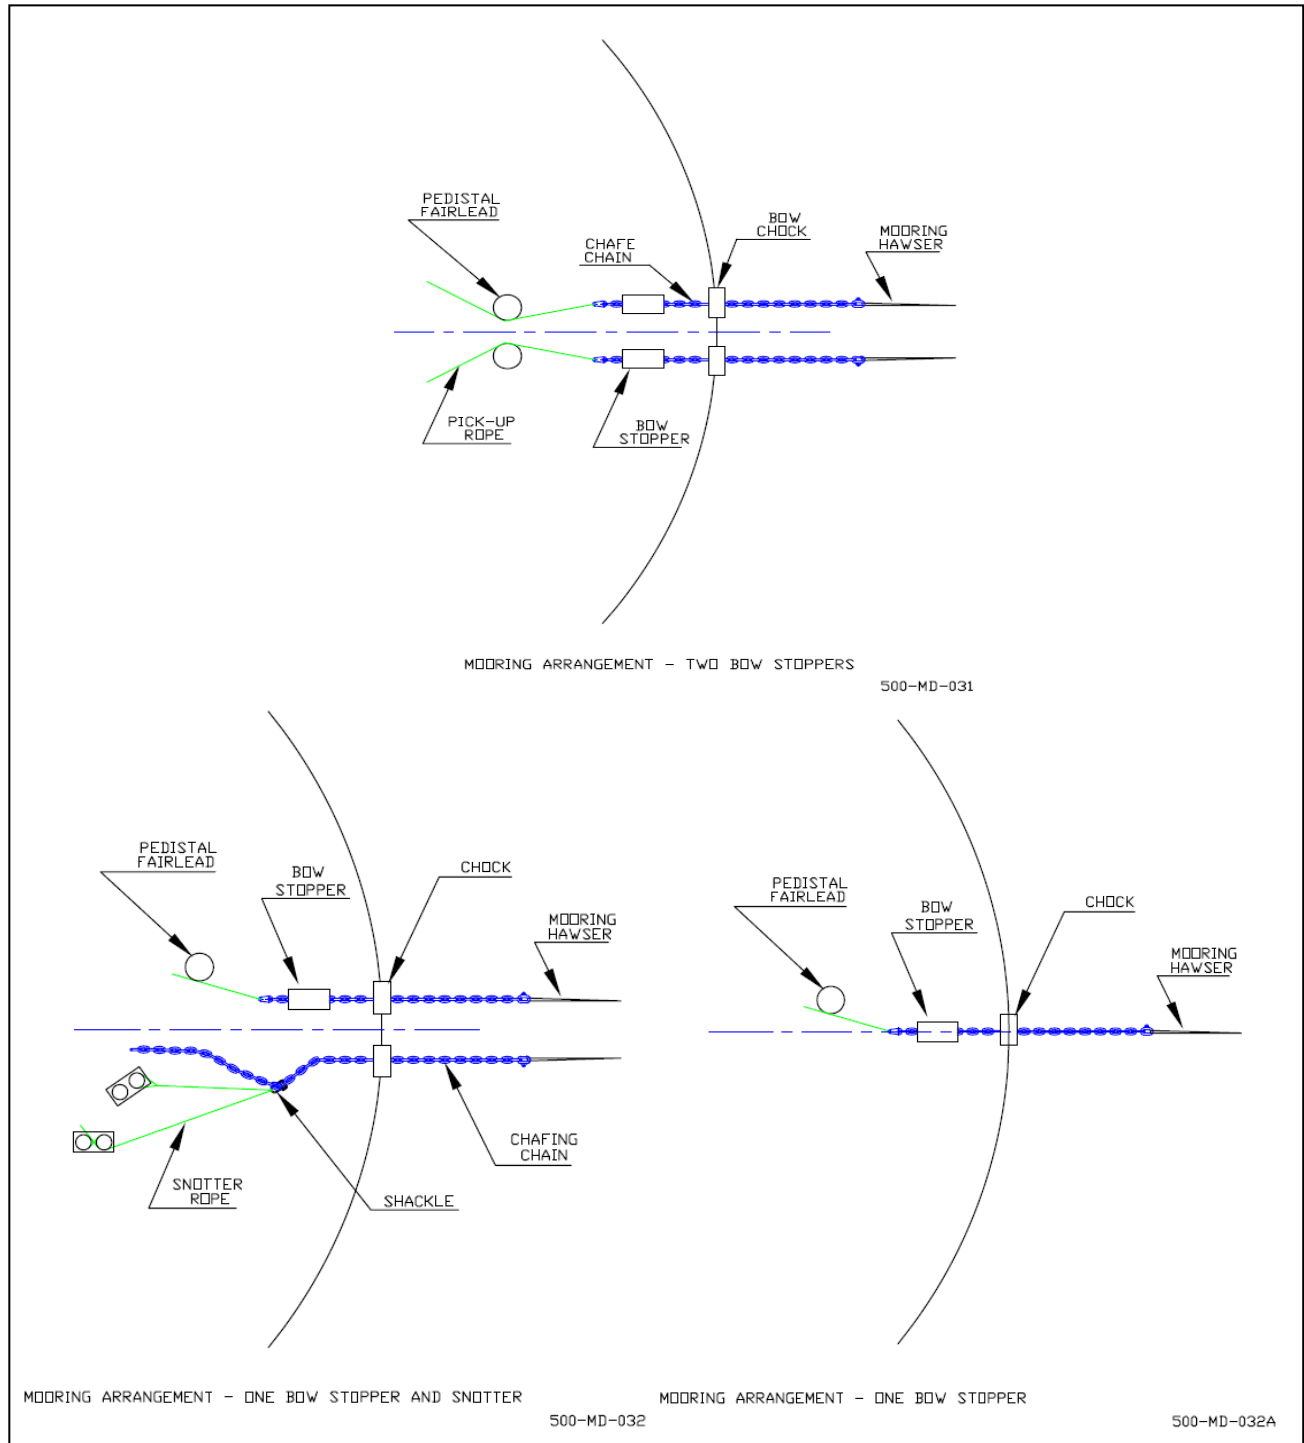 PEDISTAL
FAIRLEAD
BOW
CHOCK
MOORING
HAWSER
CHAFE
CHAIN
PICK-UP
ROPE
BOW
STOPPER
MOORING ARRANGEMENT - TWO BOW STOPPERS
500-MD-031
PEDISTAL
FAIRLEAD
BOW
STOPPER
CHOCK
MOORING
HAWSER
CHAFING
CHAIN
SNOTTER
ROPE
SHACKLE
MOORING ARRANGEMENT - ONE BOW STOPPER AND SNOTTER
500-MD-032
PEDISTAL
FAIRLEAD
BOW
STOPPER
CHOCK
MOORING
HAWSER
MOORING ARRANGEMENT - ONE BOW STOPPER
500-MD-032A